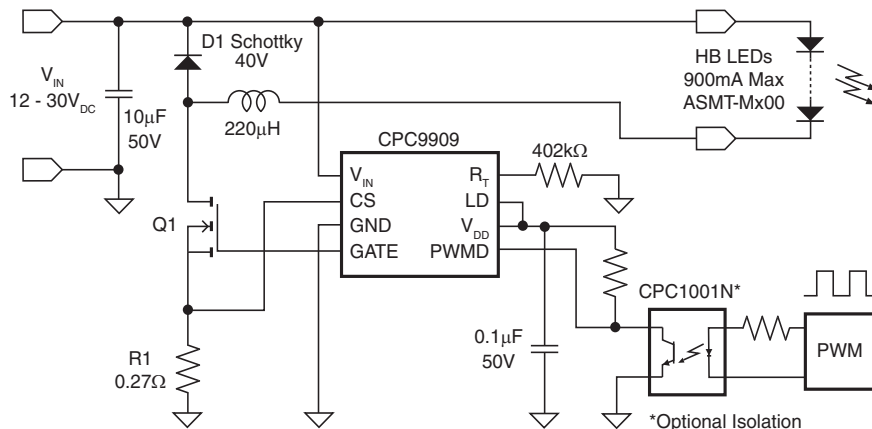 D1 Schottky
40V
V_IN
12 - 30V_DC
10μF
50V
220μH
HB LEDs
900mA Max
ASMT-Mx00
CPC9909
V_IN
CS
GND
GATE
R_T
LD
V_DD
PWMD
402kΩ
Q1
R1
0.27Ω
0.1μF
50V
CPC1001N*
PWM
*Optional Isolation